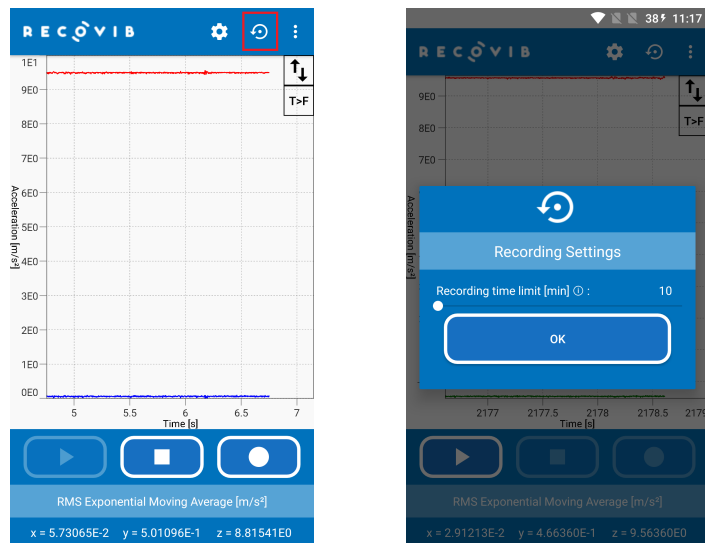 RECOVIB
1E1
9E0
8E0
7E0
6E0
5E0
4E0
3E0
2E0
1E0
0E0
Acceleration [m/s²]
T>F
5
5.5
6
6.5
7
Time [s]
RMS Exponential Moving Average [m/s²]
x = 5.73065E-2 y = 5.01096E-1 z = 8.81541E0
38 11:17
RECOVIB
9E0
8E0
7E0
T>F
Acceleration [m/s²]
Recording Settings
Recording time limit [min] ⓘ : 10
OK
2177
2177.5
2178
2178.5
2179
Time [s]
RMS Exponential Moving Average [m/s²]
x = 2.91213E-2 y = 4.66360E-1 z = 9.56360E0